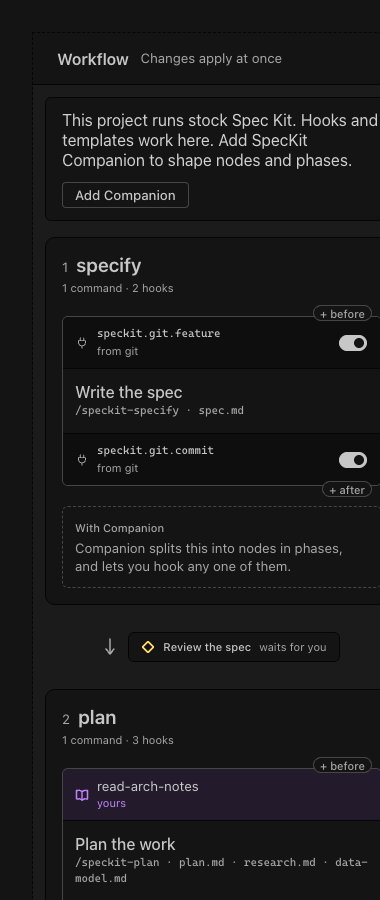 Workflow Changes apply at once
This project runs stock Spec Kit. Hooks and
templates work here. Add SpecKit
Companion to shape nodes and phases.
Add Companion
1 specify
1 command · 2 hooks
+ before
speckit.git.feature
from git
Write the spec
/speckit-specify · spec.md
speckit.git.commit
from git
+ after
With Companion
Companion splits this into nodes in phases,
and lets you hook any one of them.
Review the spec waits for you
2 plan
1 command · 3 hooks
+ before
read-arch-notes
yours
Plan the work
/speckit-plan · plan.md · research.md · data-
model.md